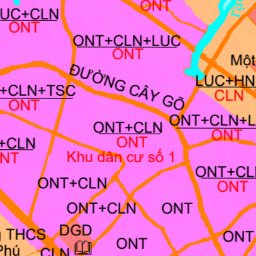 LUC+CLN
ONT
ONT+CLN+LUC
ONT
Một
LUC+HN
CLN
ĐƯỜNG CÂY GÕ
+CLN+TSC
ONT
ONT+CLN
ONT
ONT+CLN+L
ONT
+CLN
ONT
Khu dân cư số 1
ONT+CLN
ONT+CLN
ONT
ONT+CLN
ONT
THCS
Phú
DGD
CLN
ONT
ONT